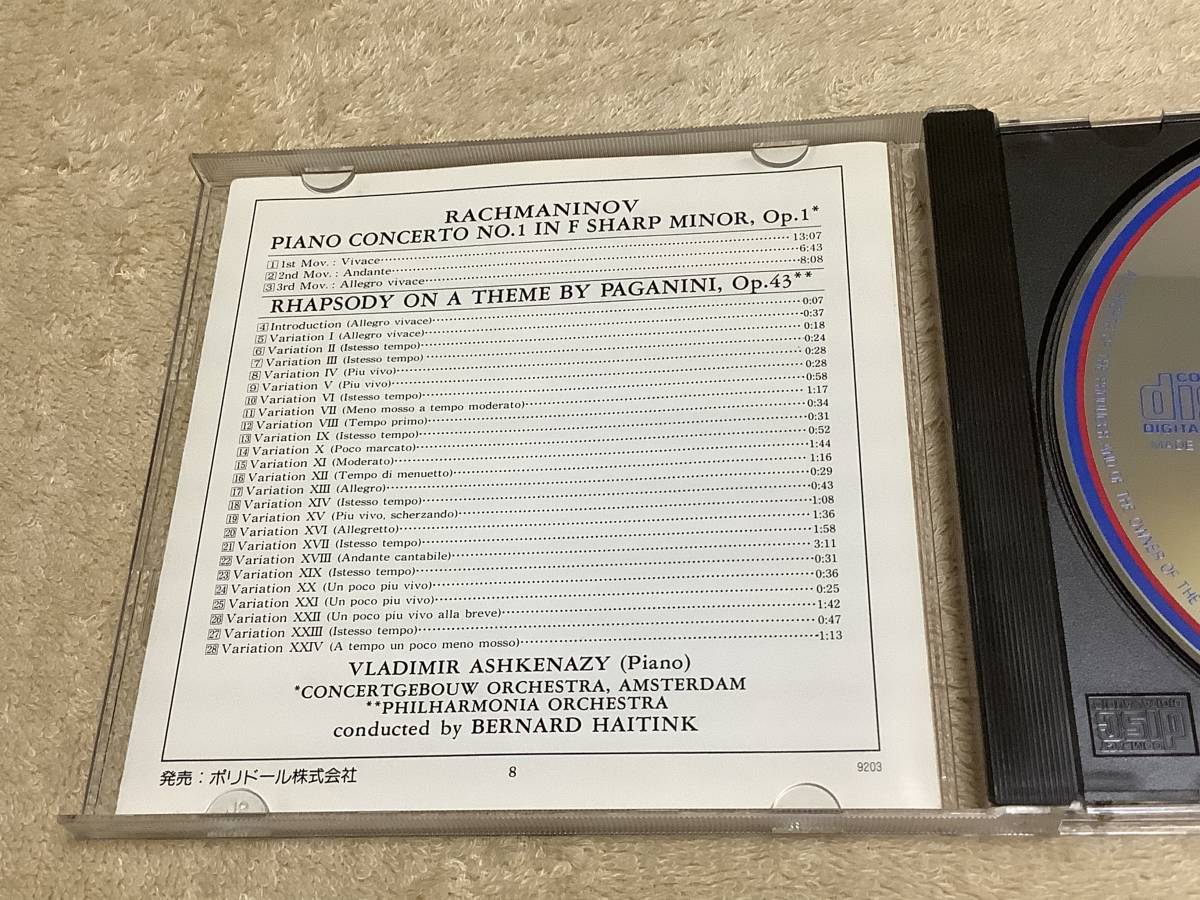 RACHMANINOV
PIANO CONCERTO NO.1 IN F SHARP MINOR, Op.1*
1 1st Mov. : Vivace 13:07
2 2nd Mov. : Andante 6:43
3 3rd Mov. : Allegro vivace 8:08
RHAPSODY ON A THEME BY PAGANINI, Op.43**
4 Introduction (Allegro vivace) 0:07
5 Variation I (Allegro vivace) 0:37
6 Variation II (Istesso tempo) 0:18
7 Variation III (Istesso tempo) 0:24
8 Variation IV (Piu vivo) 0:28
9 Variation V (Piu vivo) 0:28
10 Variation VI (Istesso tempo) 0:58
11 Variation VII (Meno mosso a tempo moderato) 1:17
12 Variation VIII (Tempo primo) 0:34
13 Variation IX (Istesso tempo) 0:31
14 Variation X (Poco marcato) 0:52
15 Variation XI (Moderato) 1:44
16 Variation XII (Tempo di menuetto) 1:16
17 Variation XIII (Allegro) 0:29
18 Variation XIV (Istesso tempo) 0:43
19 Variation XV (Piu vivo, scherzando) 1:08
20 Variation XVI (Allegretto) 1:36
21 Variation XVII (Istesso tempo) 1:58
22 Variation XVIII (Andante cantabile) 3:11
23 Variation XIX (Istesso tempo) 0:31
24 Variation XX (Un poco piu vivo) 0:36
25 Variation XXI (Un poco piu vivo) 0:25
26 Variation XXII (Un poco piu vivo alla breve) 1:42
27 Variation XXIII (Istesso tempo) 0:47
28 Variation XXIV (A tempo un poco meno mosso) 1:13
VLADIMIR ASHKENAZY (Piano)
*CONCERTGEBOUW ORCHESTRA, AMSTERDAM
**PHILHARMONIA ORCHESTRA
conducted by BERNARD HAITINK
発売：ポリドール株式会社 8 9203
DIGITAL
MADE
THE OWNER OF THE